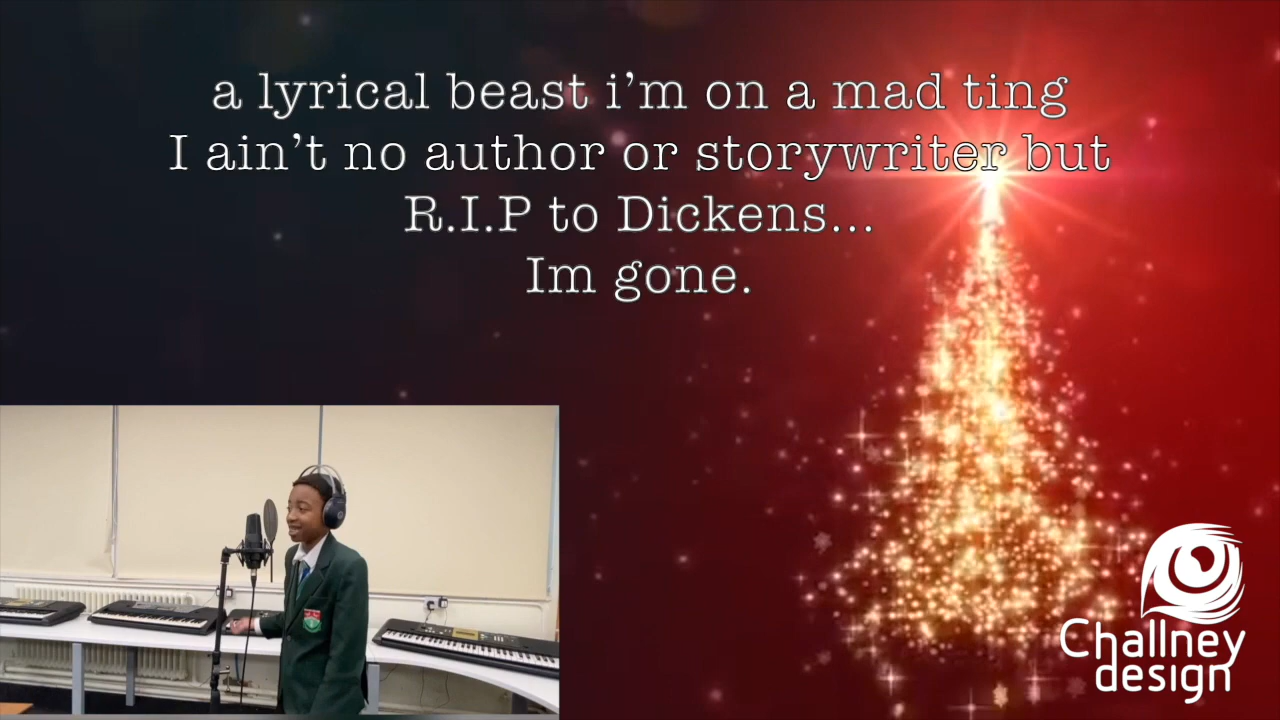 a lyrical beast i'm on a mad ting
I ain't no author or storywriter but
R.I.P to Dickens...
Im gone.
Challney
design